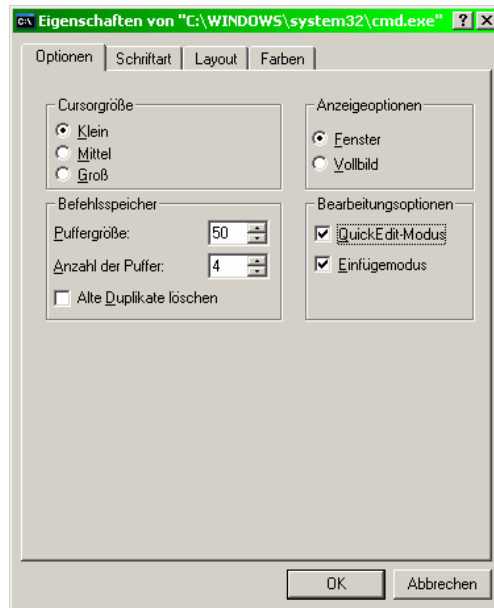 Eigenschaften von "C:\WINDOWS\system32\cmd.exe"
Optionen Schriftart Layout Farben
Cursorgröße
Klein
Mittel
Groß
Anzeigeoptionen
Fenster
Vollbild
Befehlsspeicher
Puffergröße: 50
Anzahl der Puffer: 4
Alte Duplikate löschen
Bearbeitungsoptionen
QuickEdit-Modus
Einfügemodus
OK Abbrechen